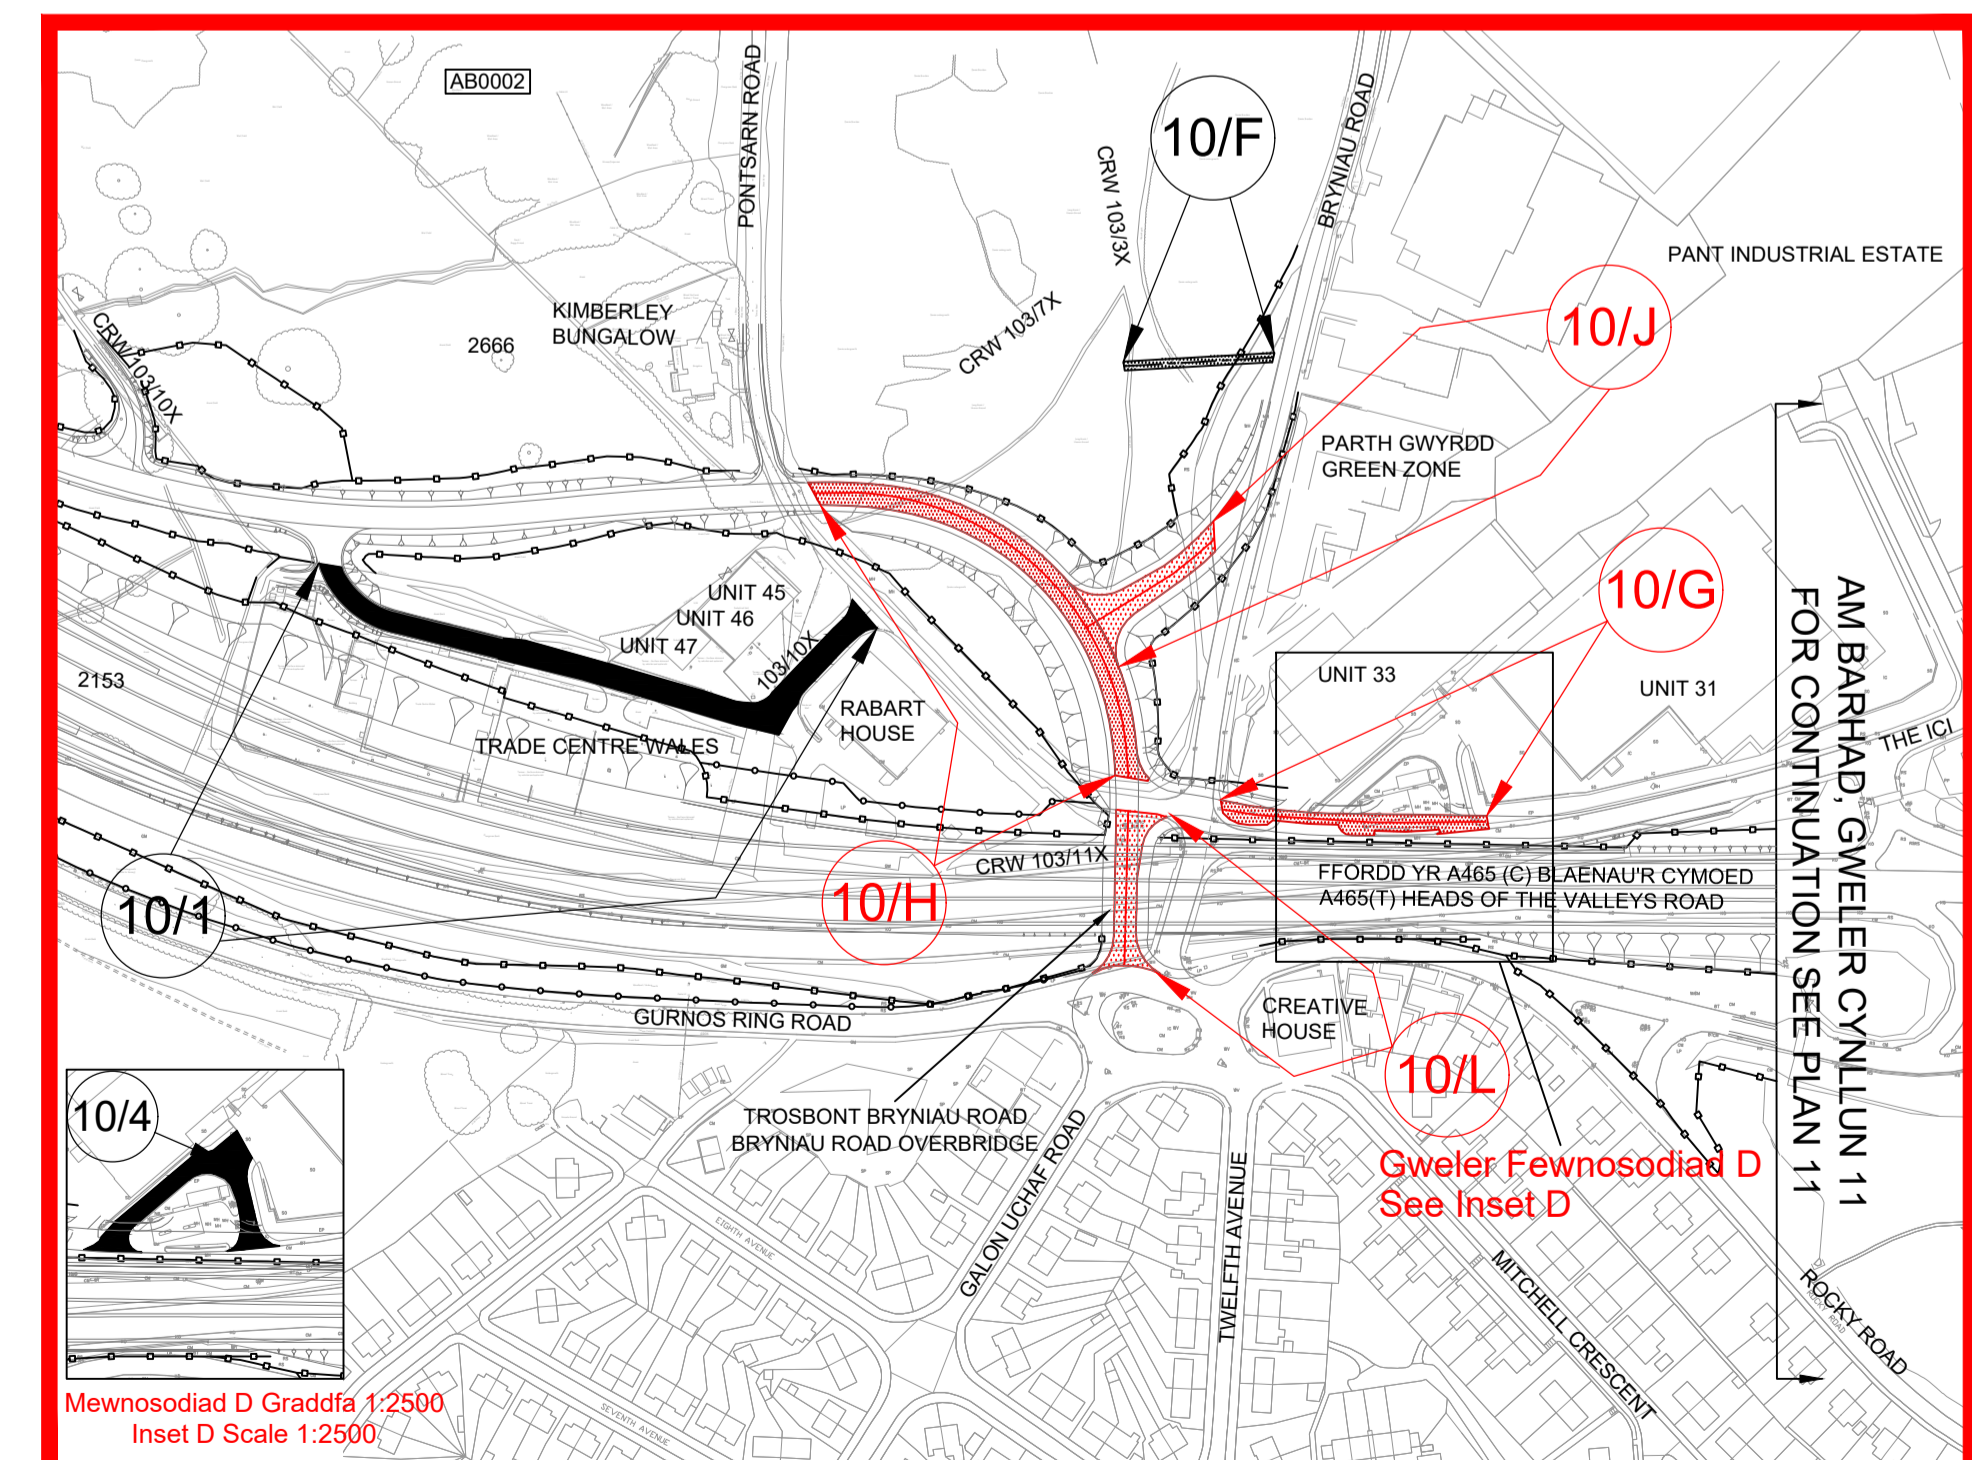 AB0002
PONTSARN ROAD
10/F
CRW 103/3X
BRYNIAU ROAD
PANT INDUSTRIAL ESTATE
10/J
KIMBERLEY
BUNGALOW
2666
CRW 103/7X
CRW/103/10X
PARTH GWYRDD
GREEN ZONE
10/G
UNIT 45
UNIT 46
UNIT 47
103/10X
2153
RABART
HOUSE
TRADE CENTRE WALES
UNIT 33
UNIT 31
THE ICI
AM BARHAD, GWELER CYNLLUN 11
FOR CONTINUATION SEE PLAN 11
10/1
10/H
CRW 103/11X
FFORDD YR A465 (C) BLAENAU'R CYMOED
A465(T) HEADS OF THE VALLEYS ROAD
GURNOS RING ROAD
CREATIVE
HOUSE
10/L
10/4
TROSBONT BRYNIAU ROAD
BRYNIAU ROAD OVERBRIDGE
Gweler Fewnosodiad D
See Inset D
GALON UCHAF ROAD
TWELFTH AVENUE
EIGHTH AVENUE
SEVENTH AVENUE
MITCHELL CRESCENT
ROCKY ROAD
ROCKY ROAD
Mewnosodiad D Graddfa 1:2500
Inset D Scale 1:2500